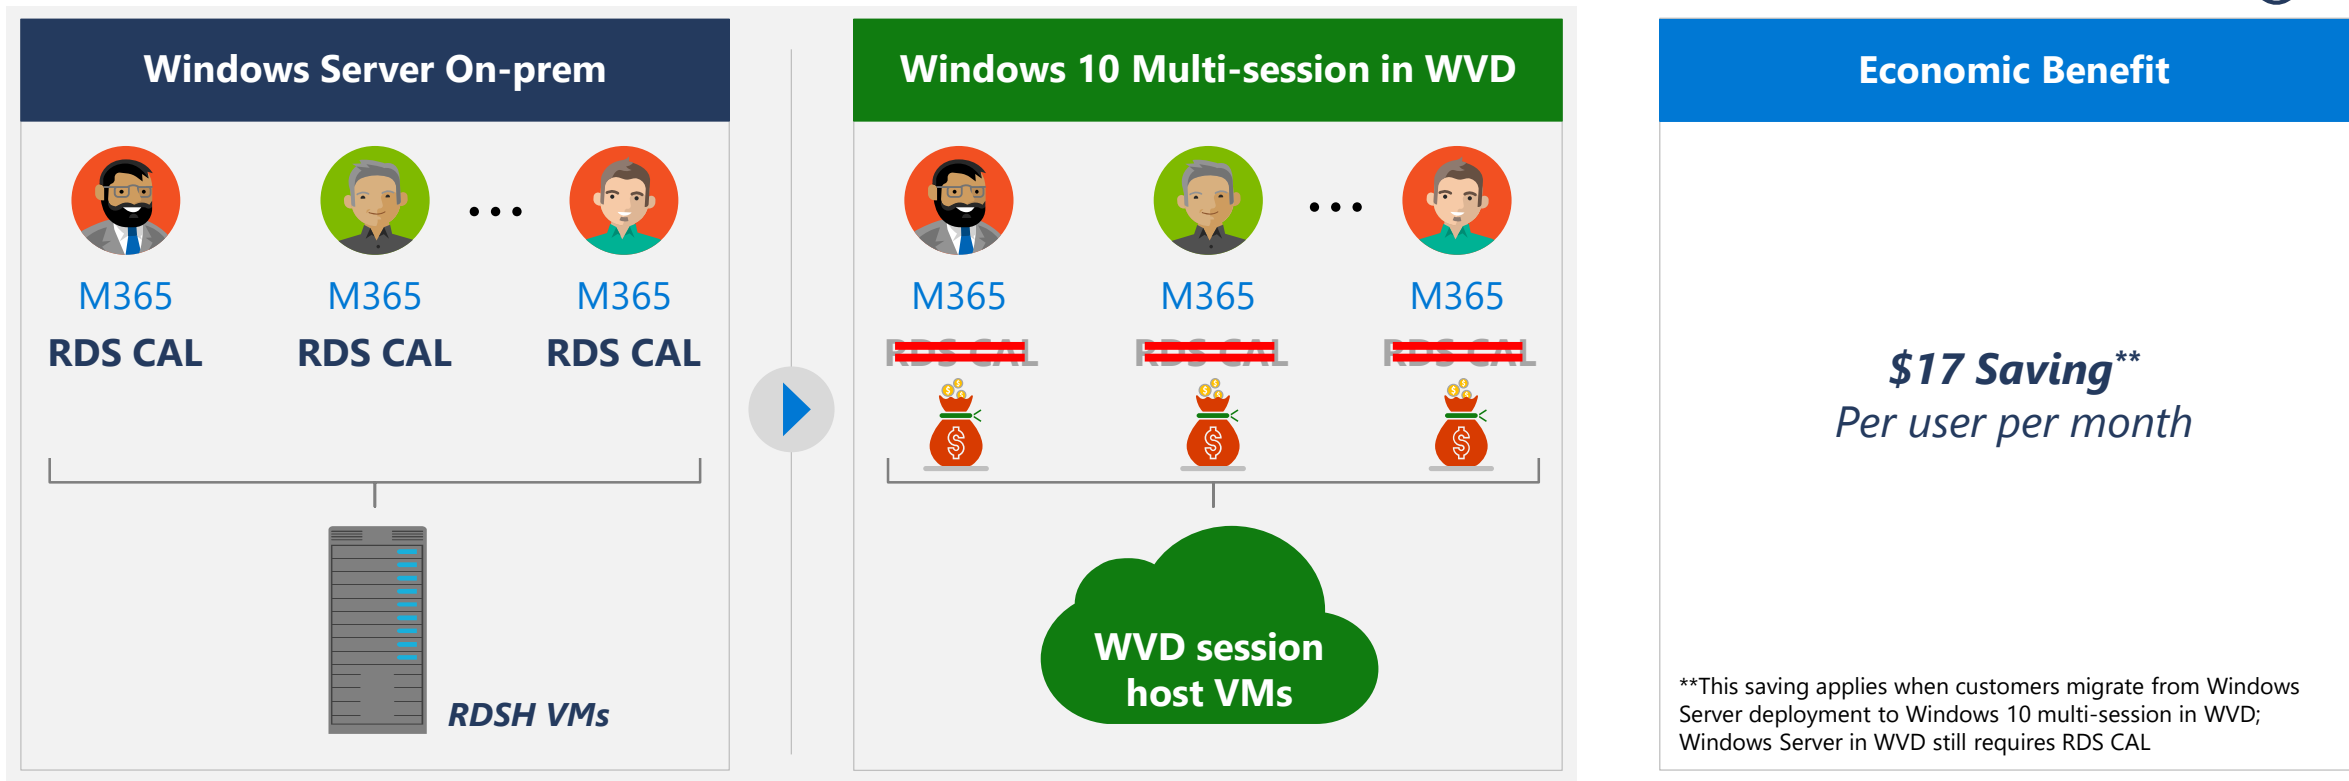 Windows Server On-prem
M365 M365 M365
RDS CAL RDS CAL RDS CAL
RDSH VMs
Windows 10 Multi-session in WVD
M365 M365 M365
RDS CAL RDS CAL RDS CAL
WVD session
host VMs
Economic Benefit
$17 Saving**
Per user per month
**This saving applies when customers migrate from Windows
Server deployment to Windows 10 multi-session in WVD;
Windows Server in WVD still requires RDS CAL